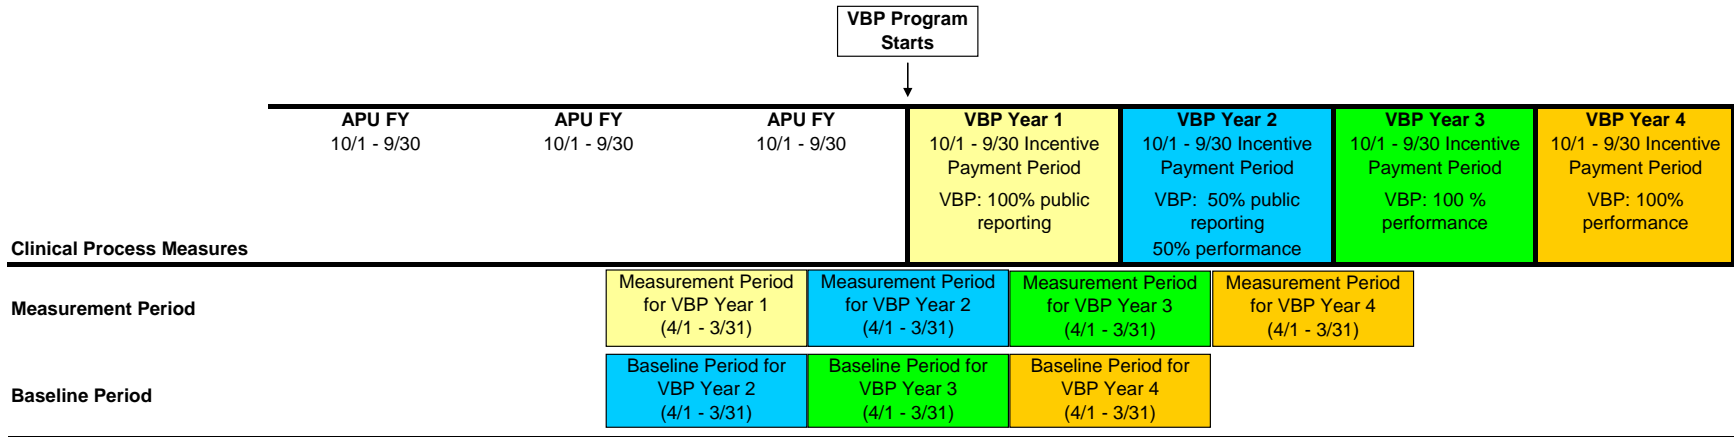 VBP Program
Starts
APU FY
10/1 - 9/30
APU FY
10/1 - 9/30
APU FY
10/1 - 9/30
VBP Year 1
10/1 - 9/30 Incentive
Payment Period
VBP: 100% public
reporting
VBP Year 2
10/1 - 9/30 Incentive
Payment Period
VBP:  50% public
reporting
50% performance
VBP Year 3
10/1 - 9/30 Incentive
Payment Period
VBP: 100 %
performance
VBP Year 4
10/1 - 9/30 Incentive
Payment Period
VBP: 100%
performance
Clinical Process Measures
Measurement Period
Measurement Period
for VBP Year 1
(4/1 - 3/31)
Measurement Period
for VBP Year 2
(4/1 - 3/31)
Measurement Period
for VBP Year 3
(4/1 - 3/31)
Measurement Period
for VBP Year 4
(4/1 - 3/31)
Baseline Period
Baseline Period for
VBP Year 2
(4/1 - 3/31)
Baseline Period for
VBP Year 3
(4/1 - 3/31)
Baseline Period for
VBP Year 4
(4/1 - 3/31)